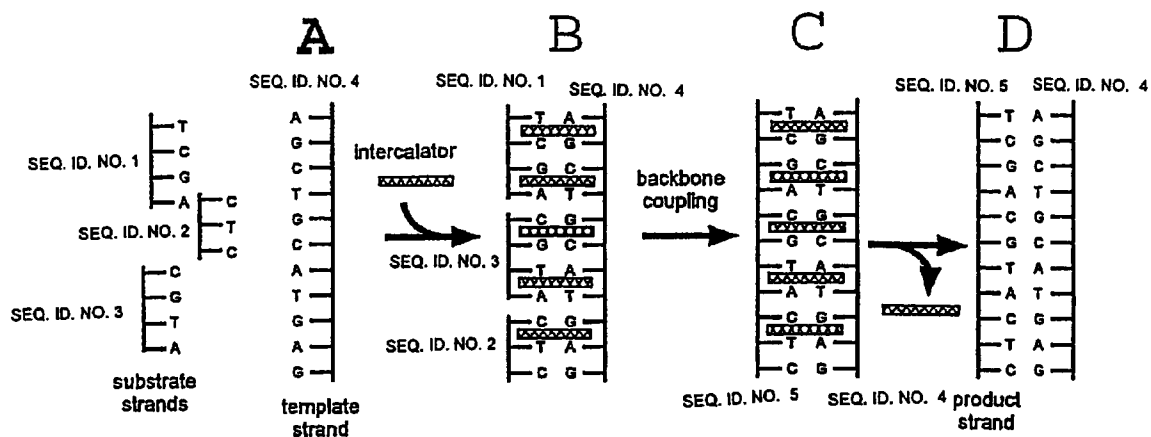 A
SEQ. ID. NO. 4
SEQ. ID. NO. 1
T
C
G
A
SEQ. ID. NO. 2
C
T
C
SEQ. ID. NO. 3
C
G
T
A
substrate
strands
A
G
C
T
G
C
A
T
G
A
G
template
strand
intercalator
B
SEQ. ID. NO. 1
SEQ. ID. NO. 4
T A
C G
G C
A T
C G
G C
SEQ. ID. NO. 3
T A
A T
C G
SEQ. ID. NO. 2
T A
C G
backbone
coupling
C
T A
C G
G C
A T
C G
G C
T A
A T
C G
T A
C G
SEQ. ID. NO. 5
SEQ. ID. NO. 4
D
SEQ. ID. NO. 5
SEQ. ID. NO. 4
T A
C G
G C
A T
C G
G C
T A
A T
C G
T A
C G
product
strand